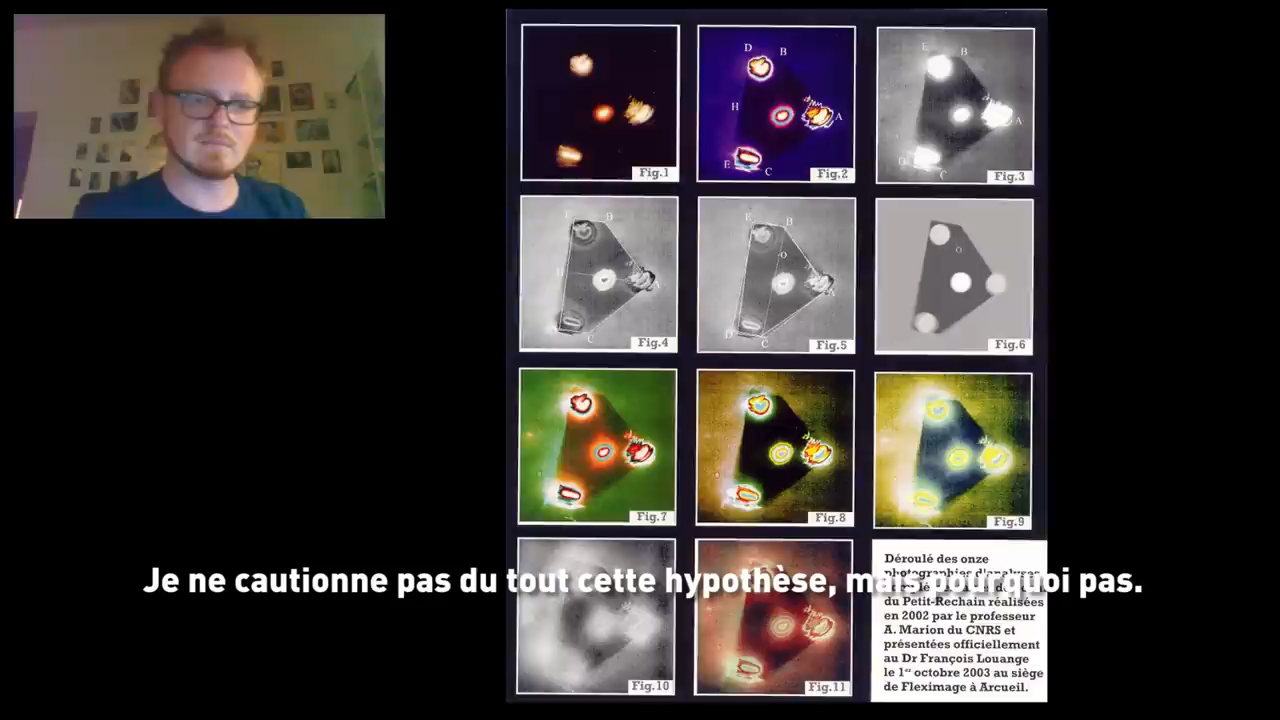 Fig.1
D
B
H
A
E
C
Fig.2
E
B
A
C
Fig.3
B
H
A
C
Fig.4
E
B
O
A
D
C
Fig.5
O
Fig.6
Fig.7
Fig.8
Fig.9
Fig.10
Fig.11
Déroulé des onze
photographies d'analyses
du Petit-Rechain réalisées
en 2002 par le professeur
A. Marion du CNRS et
présentées officiellement
au Dr François Louange
le 1er octobre 2003 au siège
de Fleximage à Arcueil.
Je ne cautionne pas du tout cette hypothèse, mais pourquoi pas.